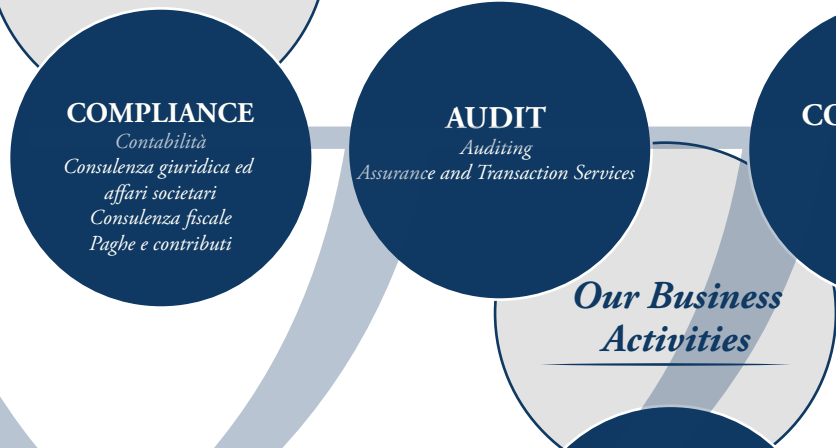 COMPLIANCE
Contabilità
Consulenza giuridica ed
affari societari
Consulenza fiscale
Paghe e contributi
AUDIT
Auditing
Assurance and Transaction Services
CO
Our Business
Activities